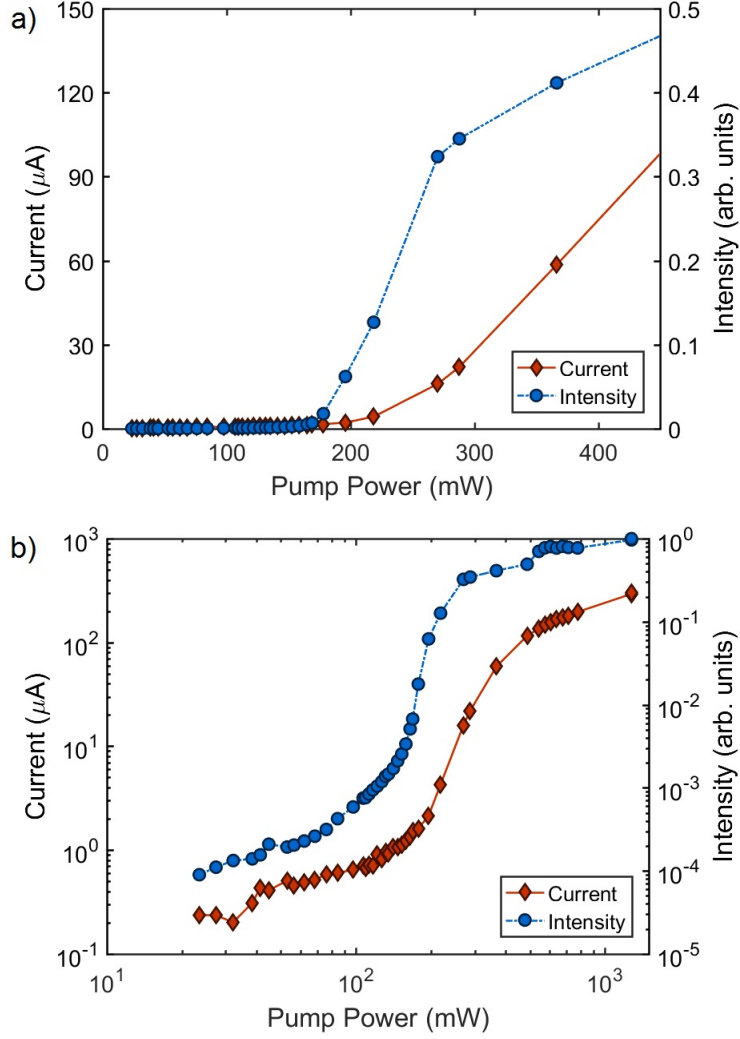 a)
150
120
90
60
30
0
Current (μA)
0.5
0.4
0.3
0.2
0.1
0
Intensity (arb. units)
Current
Intensity
0 100 200 300 400
Pump Power (mW)
b)
10³
10²
10¹
10⁰
10⁻¹
Current (μA)
10⁰
10⁻¹
10⁻²
10⁻³
10⁻⁴
10⁻⁵
Intensity (arb. units)
Current
Intensity
10¹ 10² 10³
Pump Power (mW)